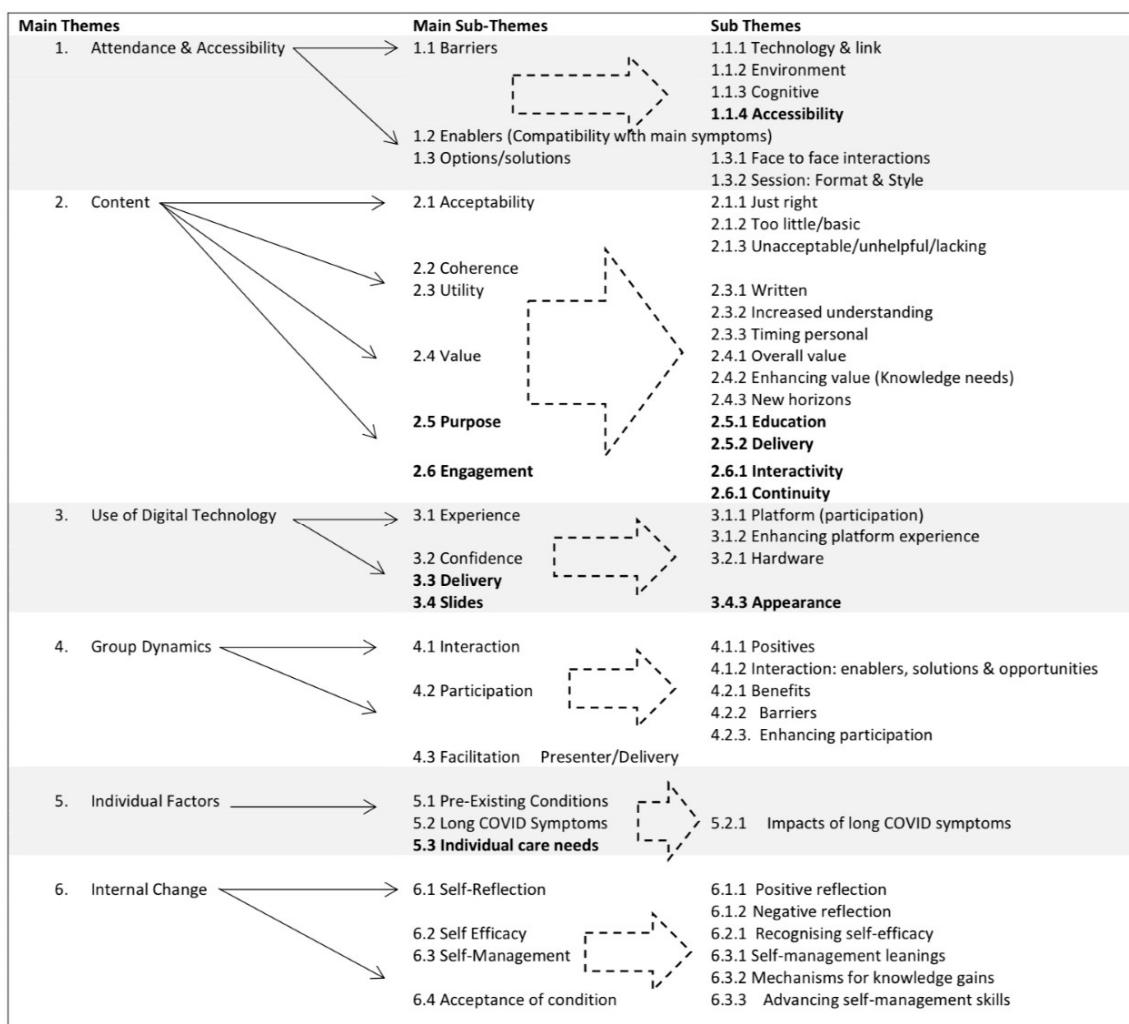 Main Themes Main Sub-Themes Sub Themes
1. Attendance & Accessibility 1.1 Barriers 1.1.1 Technology & link
1.1.2 Environment
1.1.3 Cognitive
1.1.4 Accessibility
1.2 Enablers (Compatibility with main symptoms)
1.3 Options/solutions 1.3.1 Face to face interactions
1.3.2 Session: Format & Style
2. Content 2.1 Acceptability 2.1.1 Just right
2.1.2 Too little/basic
2.1.3 Unacceptable/unhelpful/lacking
2.2 Coherence
2.3 Utility 2.3.1 Written
2.3.2 Increased understanding
2.3.3 Timing personal
2.4 Value 2.4.1 Overall value
2.4.2 Enhancing value (Knowledge needs)
2.4.3 New horizons
2.5 Purpose 2.5.1 Education
2.5.2 Delivery
2.6 Engagement 2.6.1 Interactivity
2.6.1 Continuity
3. Use of Digital Technology 3.1 Experience 3.1.1 Platform (participation)
3.1.2 Enhancing platform experience
3.2 Confidence 3.2.1 Hardware
3.3 Delivery
3.4 Slides 3.4.3 Appearance
4. Group Dynamics 4.1 Interaction 4.1.1 Positives
4.1.2 Interaction: enablers, solutions & opportunities
4.2 Participation 4.2.1 Benefits
4.2.2 Barriers
4.2.3. Enhancing participation
4.3 Facilitation Presenter/Delivery
5. Individual Factors 5.1 Pre-Existing Conditions
5.2 Long COVID Symptoms 5.2.1 Impacts of long COVID symptoms
5.3 Individual care needs
6. Internal Change 6.1 Self-Reflection 6.1.1 Positive reflection
6.1.2 Negative reflection
6.2 Self Efficacy 6.2.1 Recognising self-efficacy
6.3 Self-Management 6.3.1 Self-management leanings
6.3.2 Mechanisms for knowledge gains
6.4 Acceptance of condition 6.3.3 Advancing self-management skills